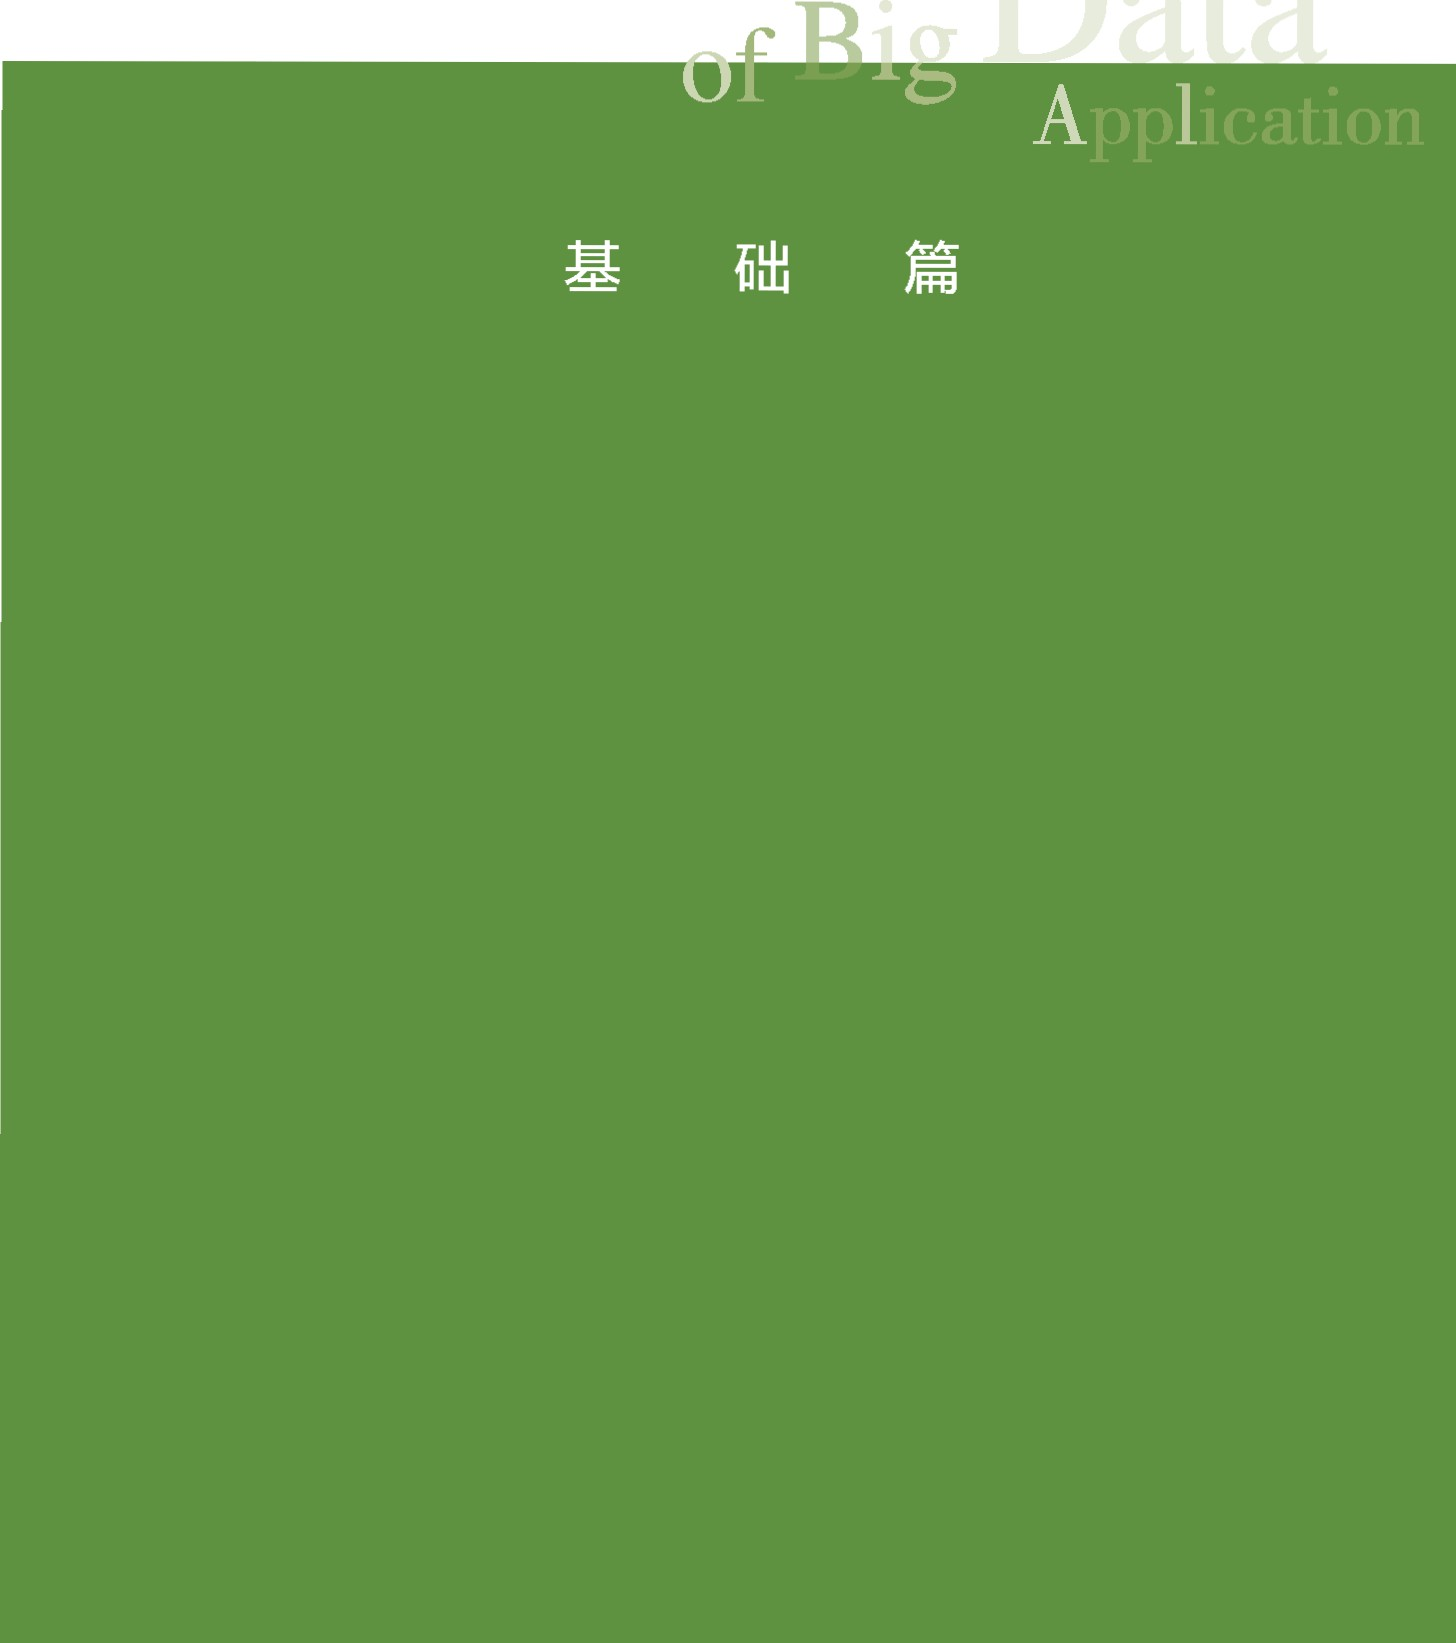 of Big Data
Application
基础篇